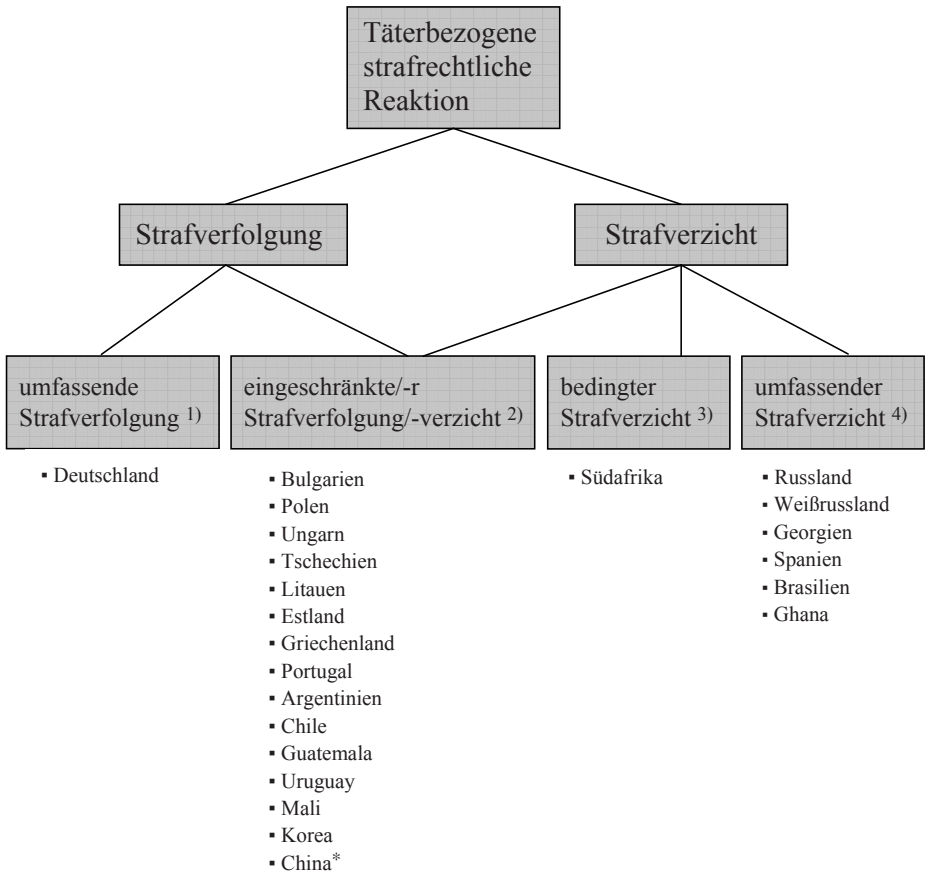 Täterbezogene
strafrechtliche
Reaktion
Strafverfolgung
Strafverzicht
umfassende
Strafverfolgung 1)
eingeschränkte/-r
Strafverfolgung/-verzicht 2)
bedingter
Strafverzicht 3)
umfassender
Strafverzicht 4)
▪ Deutschland
▪ Bulgarien
▪ Polen
▪ Ungarn
▪ Tschechien
▪ Litauen
▪ Estland
▪ Griechenland
▪ Portugal
▪ Argentinien
▪ Chile
▪ Guatemala
▪ Uruguay
▪ Mali
▪ Korea
▪ China*
▪ Südafrika
▪ Russland
▪ Weißrussland
▪ Georgien
▪ Spanien
▪ Brasilien
▪ Ghana